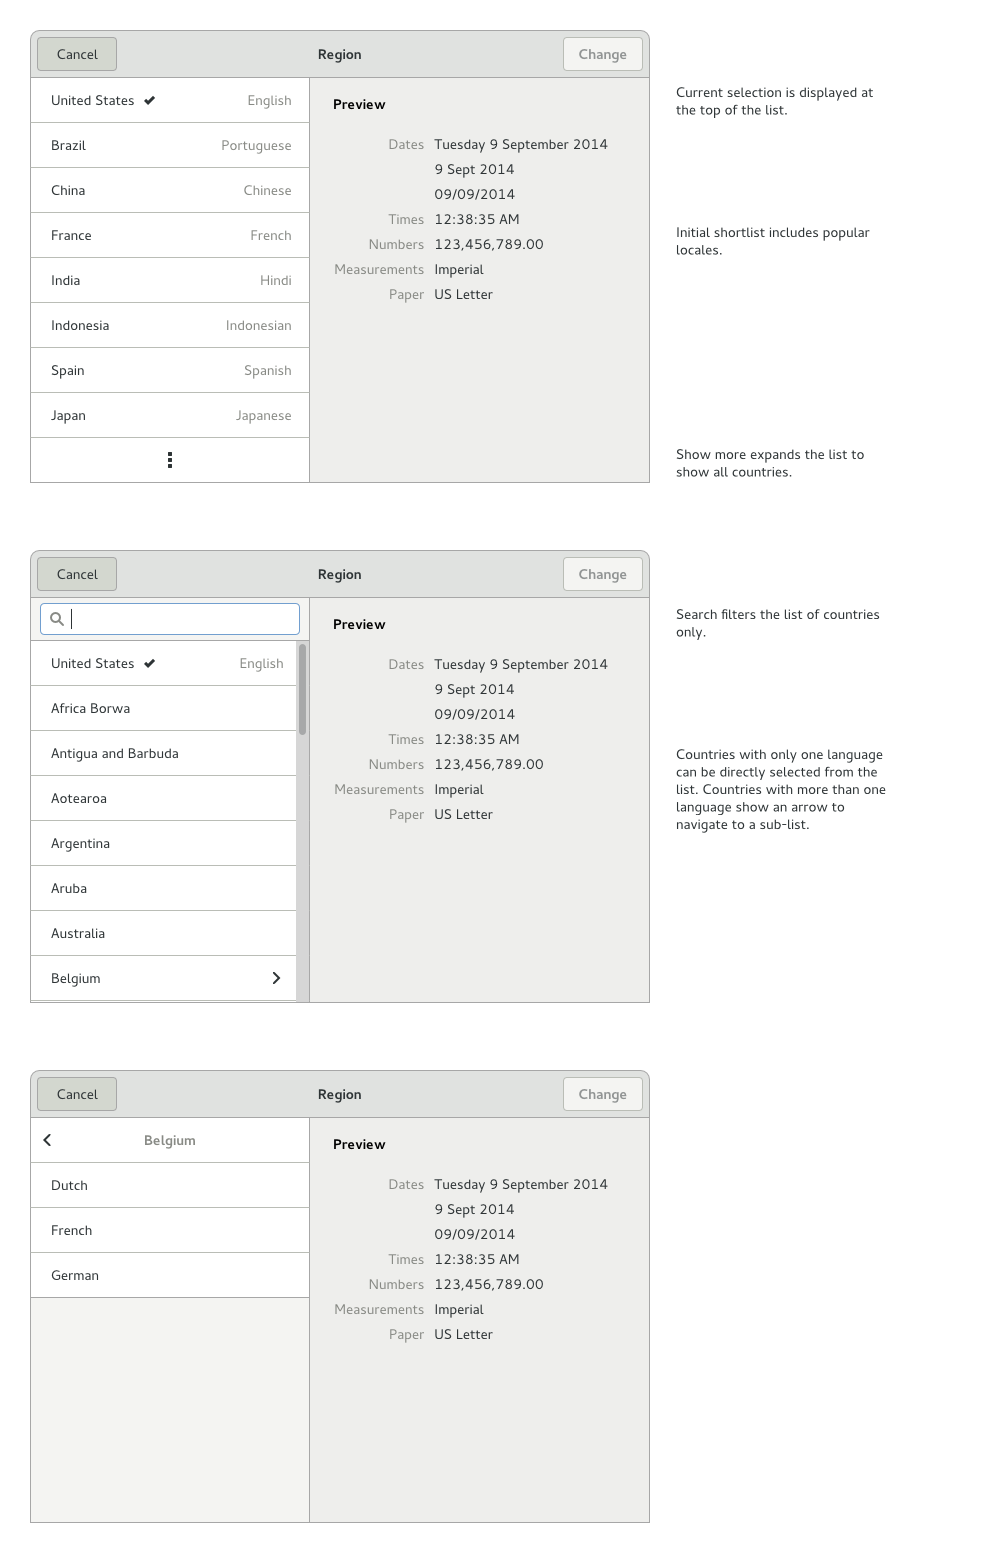 Cancel Region Change
United States ✔ English
Brazil Portuguese
China Chinese
France French
India Hindi
Indonesia Indonesian
Spain Spanish
Japan Japanese
Preview
Dates Tuesday 9 September 2014
9 Sept 2014
09/09/2014
Times 12:38:35 AM
Numbers 123,456,789.00
Measurements Imperial
Paper US Letter
Current selection is displayed at
the top of the list.
Initial shortlist includes popular
locales.
Show more expands the list to
show all countries.
Cancel Region Change
United States ✔ English
Africa Borwa
Antigua and Barbuda
Aotearoa
Argentina
Aruba
Australia
Belgium
Preview
Dates Tuesday 9 September 2014
9 Sept 2014
09/09/2014
Times 12:38:35 AM
Numbers 123,456,789.00
Measurements Imperial
Paper US Letter
Search filters the list of countries
only.
Countries with only one language
can be directly selected from the
list. Countries with more than one
language show an arrow to
navigate to a sub-list.
Cancel Region Change
Belgium
Dutch
French
German
Preview
Dates Tuesday 9 September 2014
9 Sept 2014
09/09/2014
Times 12:38:35 AM
Numbers 123,456,789.00
Measurements Imperial
Paper US Letter